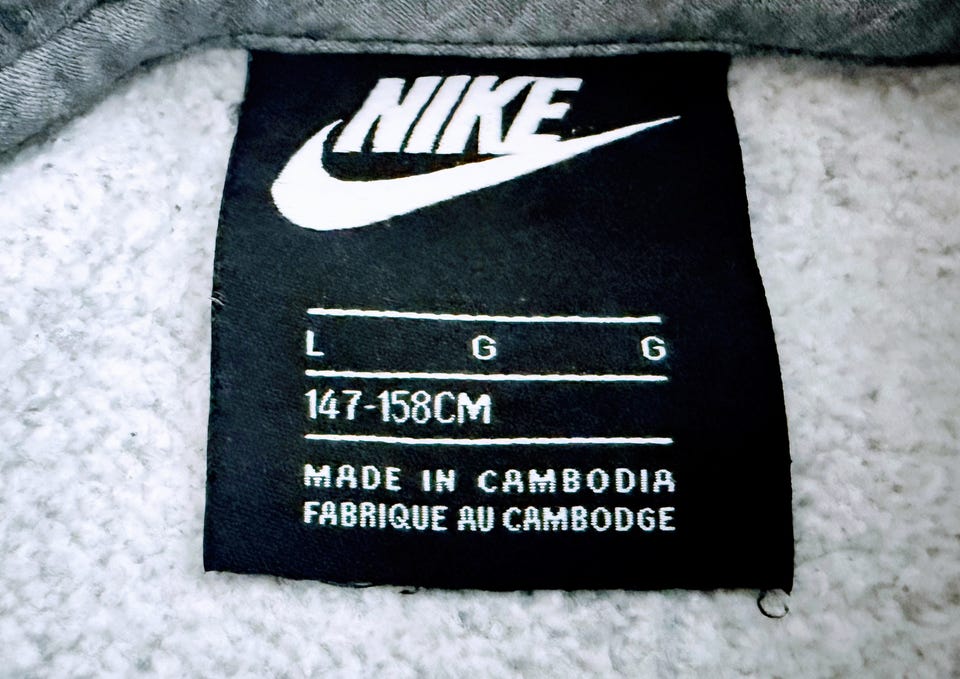 NIKE
L G G
147-158CM
MADE IN CAMBODIA
FABRIQUE AU CAMBODGE